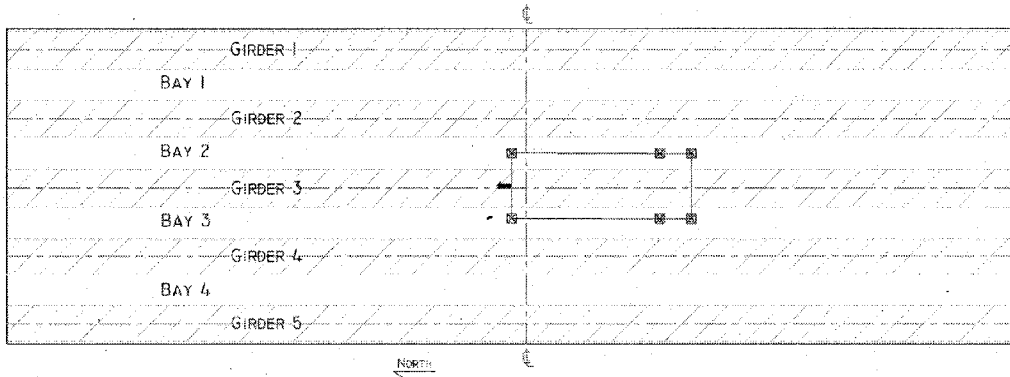 ℄
GIRDER 1
BAY 1
GIRDER 2
BAY 2
GIRDER 3
BAY 3
GIRDER 4
BAY 4
GIRDER 5
℄
NORTH